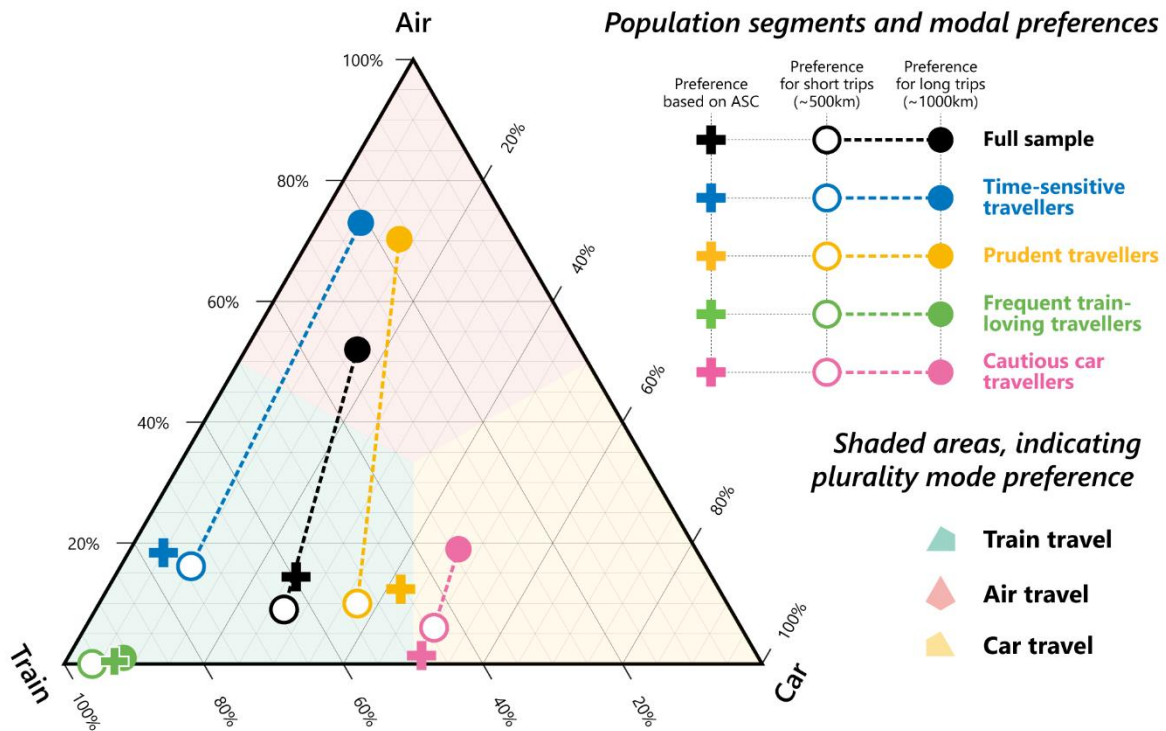 Air
Population segments and modal preferences
Preference based on ASC
Preference for short trips (~500km)
Preference for long trips (~1000km)
Full sample
Time-sensitive
travellers
Prudent travellers
Frequent train-
loving travellers
Cautious car
travellers
Shaded areas, indicating
plurality mode preference
Train travel
Air travel
Car travel
100%
80%
60%
40%
20%
20%
40%
60%
80%
100%
Train
Car
100%
80%
60%
40%
20%